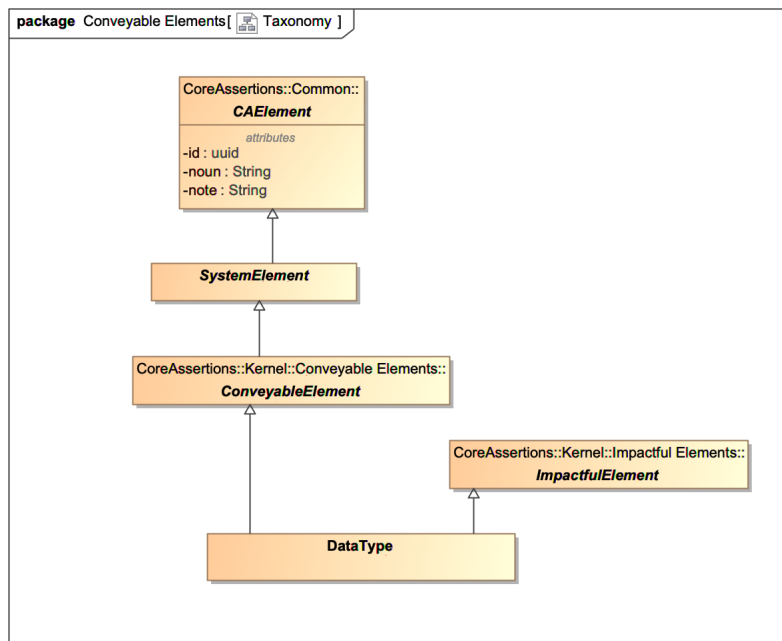 package Conveyable Elements[ Taxonomy ]
CoreAssertions::Common::
CAElement
attributes
-id : uuid
-noun : String
-note : String
SystemElement
CoreAssertions::Kernel::Conveyable Elements::
ConveyableElement
CoreAssertions::Kernel::Impactful Elements::
ImpactfulElement
DataType